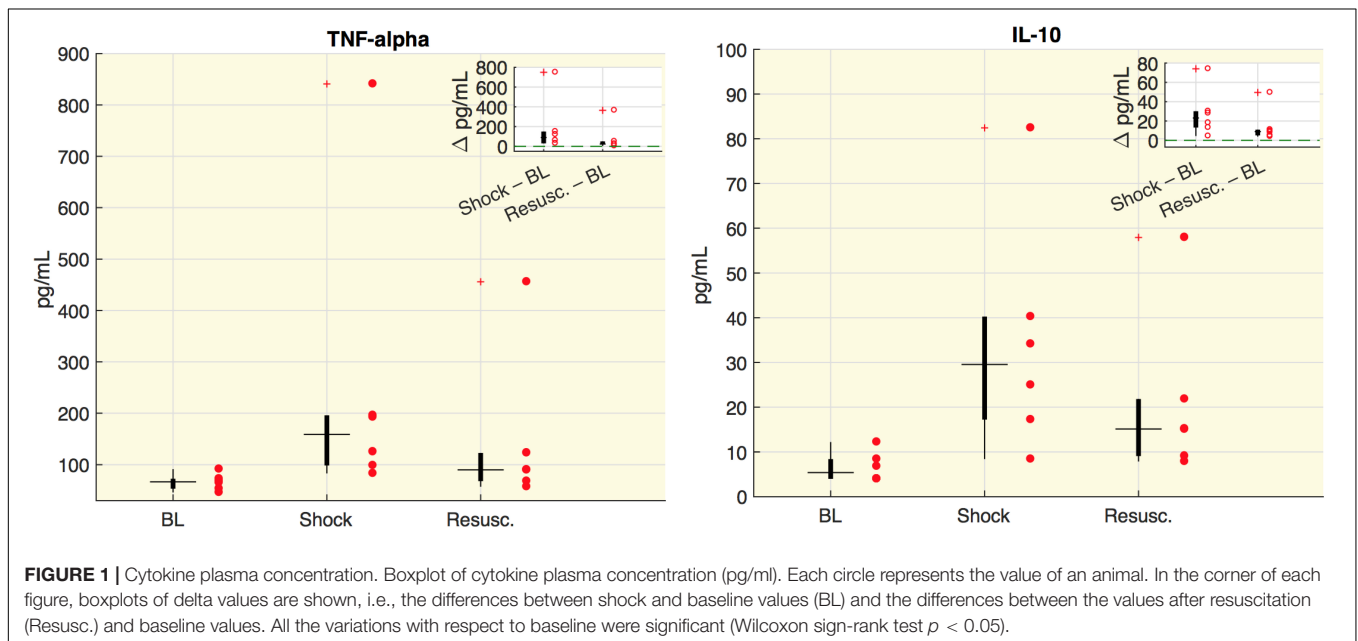 TNF-alpha
900
800
700
600
500
400
300
200
100
pg/mL
BL
Shock
Resusc.
800
600
400
200
0
Δ pg/mL
Shock – BL
Resusc. – BL
IL-10
100
90
80
70
60
50
40
30
20
10
0
pg/mL
BL
Shock
Resusc.
80
60
40
20
0
Δ pg/mL
Shock – BL
Resusc. – BL
FIGURE 1 | Cytokine plasma concentration. Boxplot of cytokine plasma concentration (pg/ml). Each circle represents the value of an animal. In the corner of each
figure, boxplots of delta values are shown, i.e., the differences between shock and baseline values (BL) and the differences between the values after resuscitation
(Resusc.) and baseline values. All the variations with respect to baseline were significant (Wilcoxon sign-rank test p < 0.05).